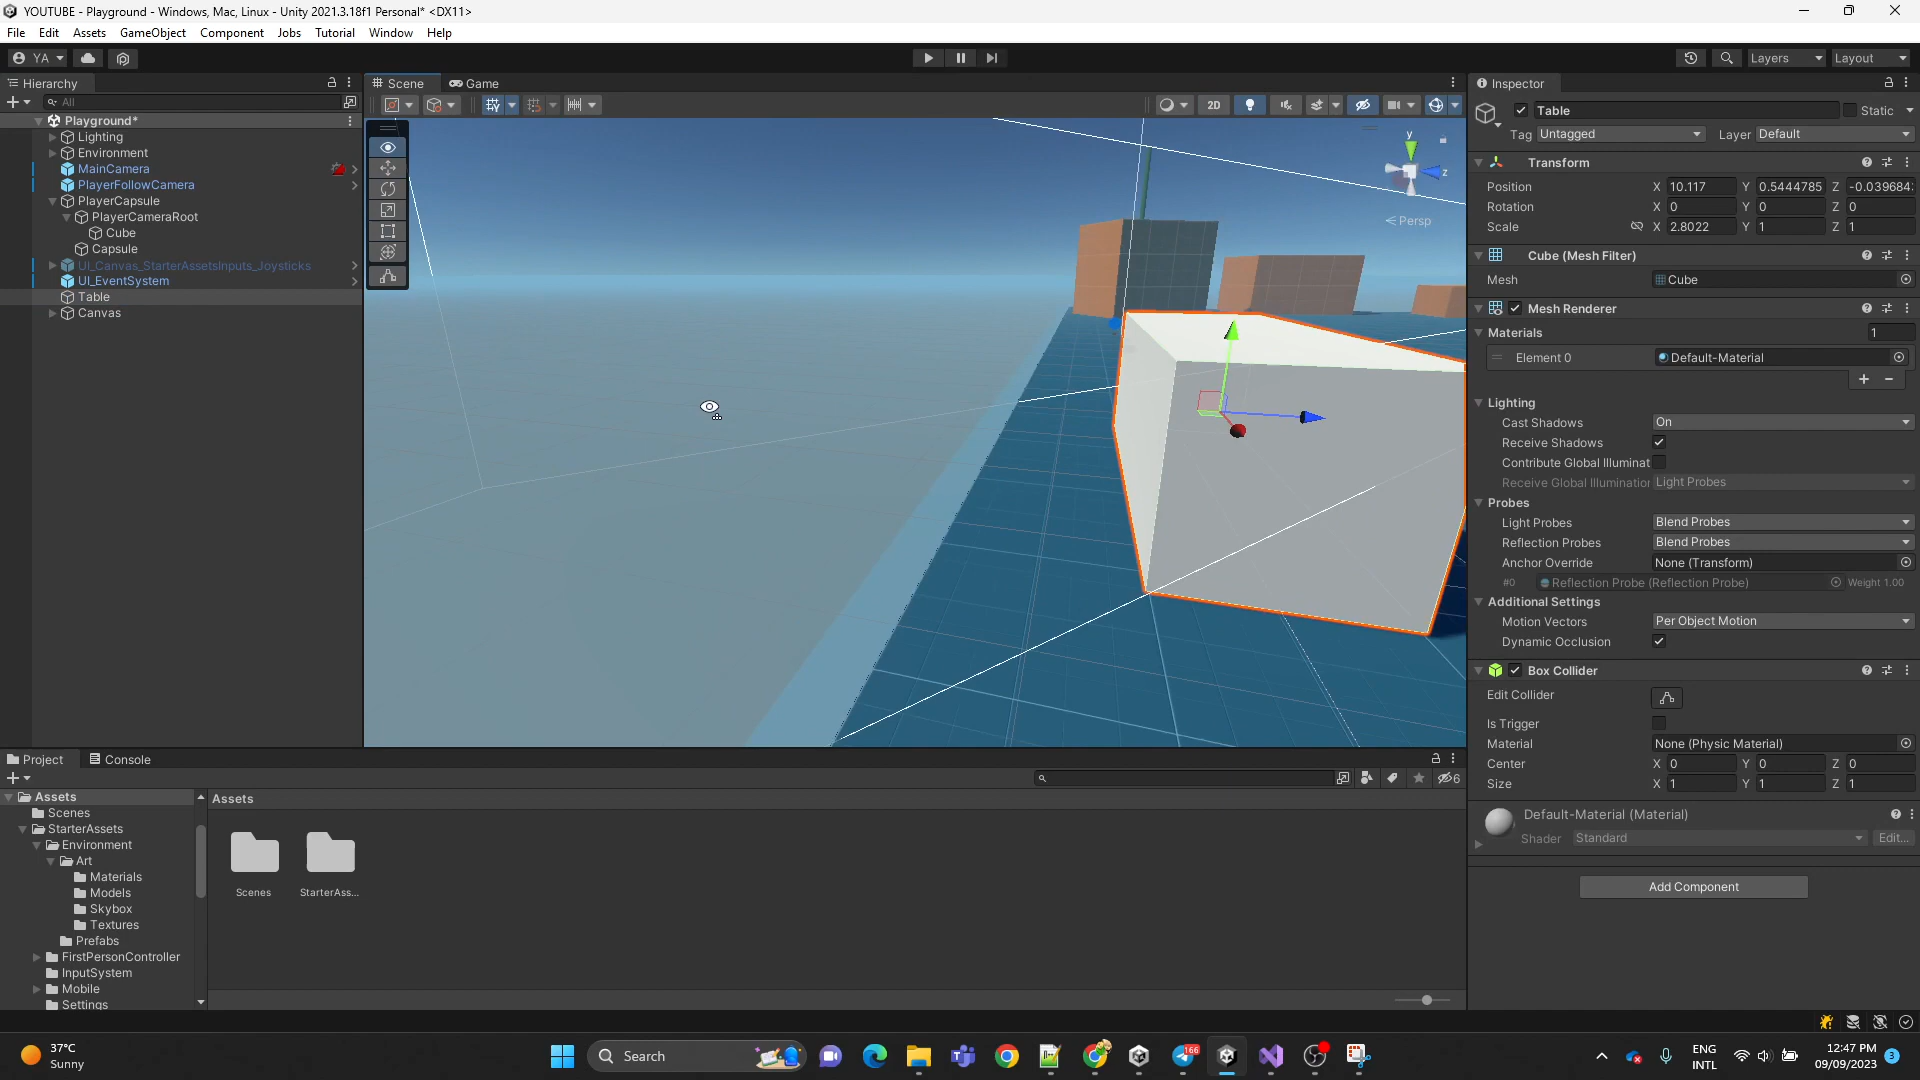 YOUTUBE - Playground - Windows, Mac, Linux - Unity 2021.3.18f1 Personal* <DX11>
File Edit Assets GameObject Component Jobs Tutorial Window Help
YA
Layers
Layout
Hierarchy
All
Playground*
Lighting
Environment
MainCamera
PlayerFollowCamera
PlayerCapsule
PlayerCameraRoot
Cube
Capsule
UI_Canvas_StarterAssetsInputs_Joysticks
UI_EventSystem
Table
Canvas
Scene
Game
2D
y
z
Persp
Inspector
Table
Static
Tag Untagged
Layer Default
Transform
Position X 10.117 Y 0.5444785 Z -0.039684
Rotation X 0 Y 0 Z 0
Scale X 2.8022 Y 1 Z 1
Cube (Mesh Filter)
Mesh Cube
Mesh Renderer
Materials 1
Element 0 Default-Material
Lighting
Cast Shadows On
Receive Shadows
Contribute Global Illuminat
Receive Global Illumination Light Probes
Probes
Light Probes Blend Probes
Reflection Probes Blend Probes
Anchor Override None (Transform)
#0 Reflection Probe (Reflection Probe) Weight 1.00
Additional Settings
Motion Vectors Per Object Motion
Dynamic Occlusion
Box Collider
Edit Collider
Is Trigger
Material None (Physic Material)
Center X 0 Y 0 Z 0
Size X 1 Y 1 Z 1
Default-Material (Material)
Shader Standard Edit...
Add Component
Project
Console
6
Assets
Scenes
StarterAssets
Environment
Art
Materials
Models
Skybox
Textures
Prefabs
FirstPersonController
InputSystem
Mobile
Settings
Assets
Scenes
StarterAss...
37°C
Sunny
Search
166
ENG
INTL
12:47 PM
09/09/2023
3